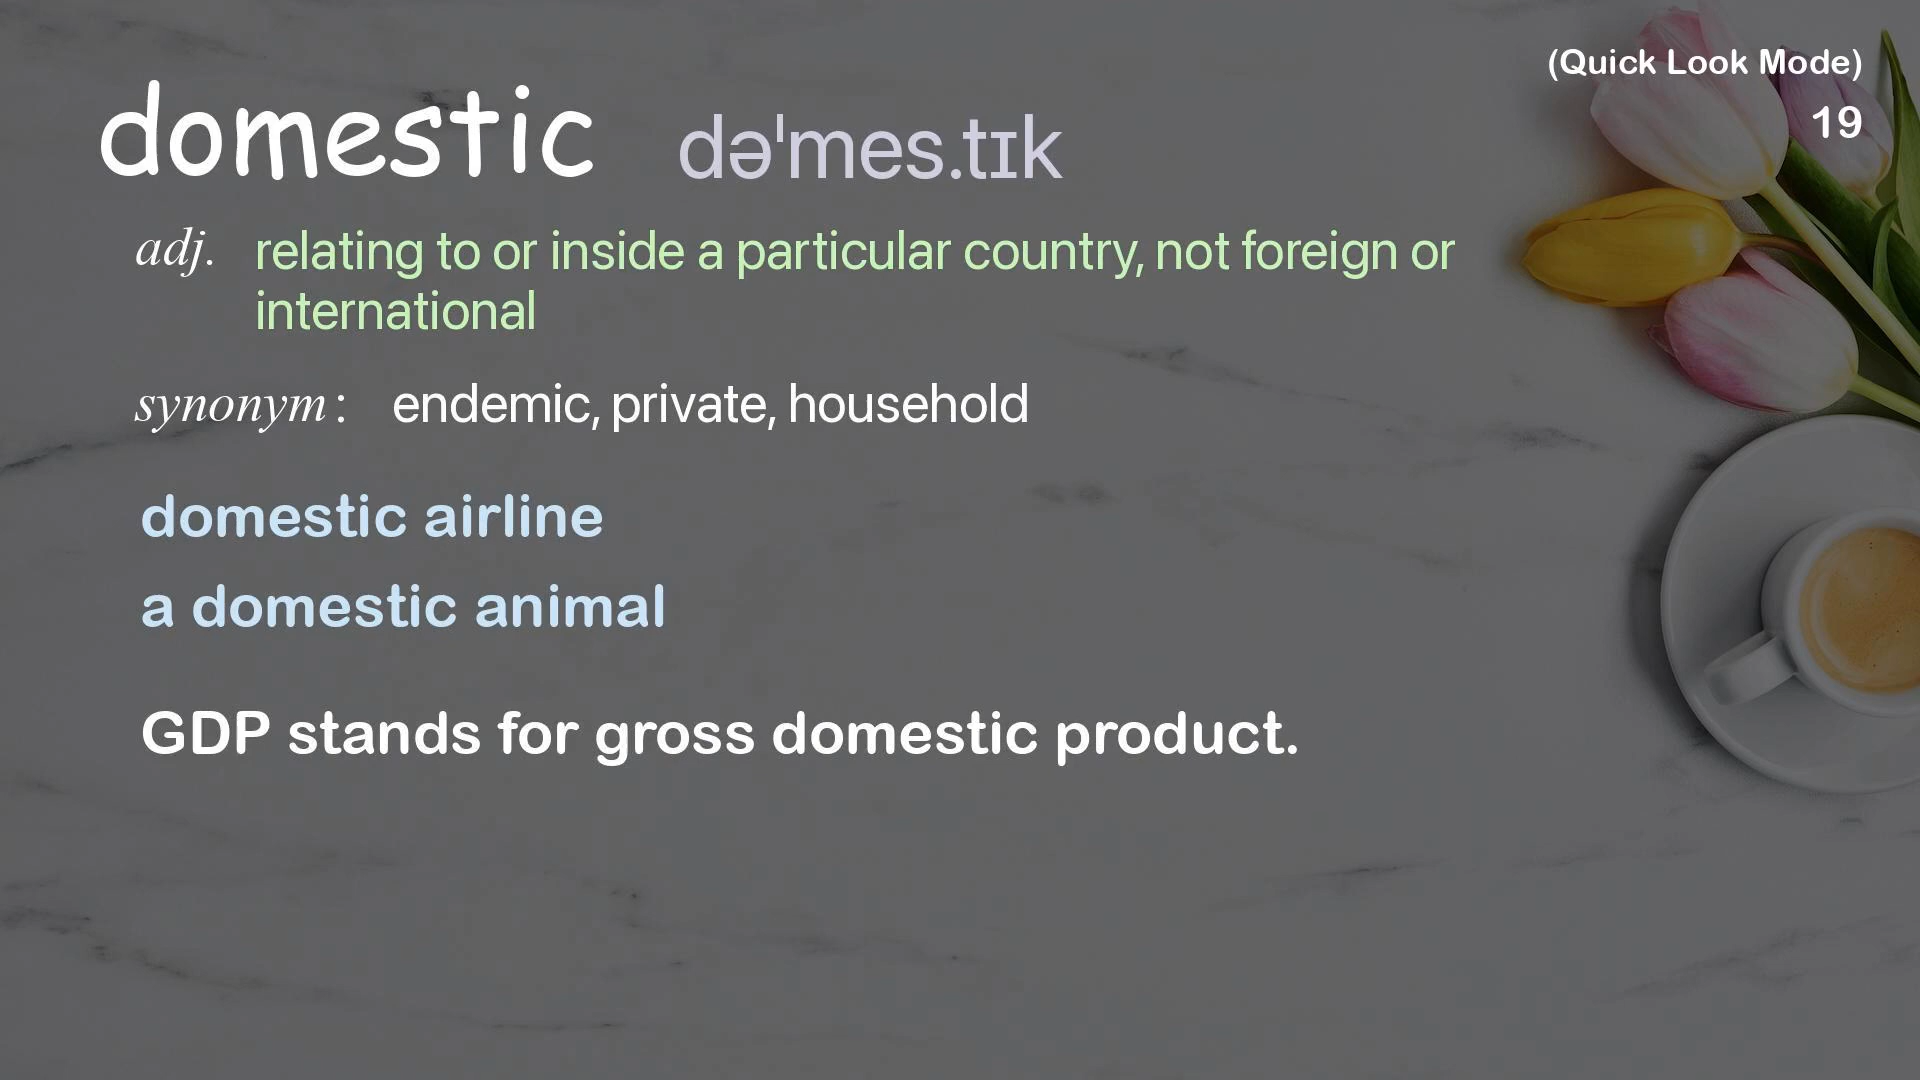 (Quick Look Mode)
19
domestic dəˈmes.tɪk
adj. relating to or inside a particular country, not foreign or
international
synonym: endemic, private, household
domestic airline
a domestic animal
GDP stands for gross domestic product.